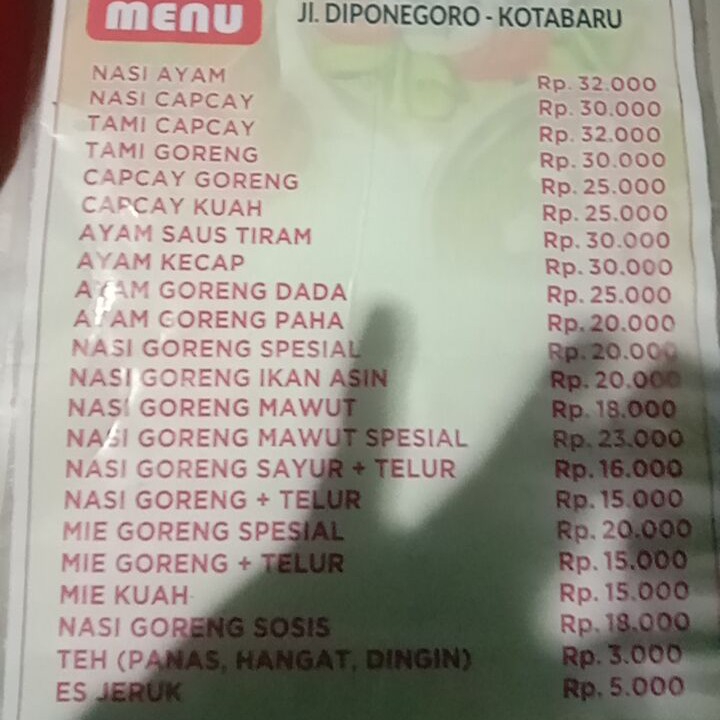 MENU
Jl. DIPONEGORO - KOTABARU
NASI AYAM Rp. 32.000
NASI CAPCAY Rp. 30.000
TAMI CAPCAY Rp. 32.000
TAMI GORENG Rp. 30.000
CAPCAY GORENG Rp. 25.000
CAPCAY KUAH Rp. 25.000
AYAM SAUS TIRAM Rp. 30.000
AYAM KECAP Rp. 30.000
AYAM GORENG DADA Rp. 25.000
AYAM GORENG PAHA Rp. 20.000
NASI GORENG SPESIAL Rp. 20.000
NASI GORENG IKAN ASIN Rp. 20.000
NASI GORENG MAWUT Rp. 18.000
NASI GORENG MAWUT SPESIAL Rp. 23.000
NASI GORENG SAYUR + TELUR Rp. 16.000
NASI GORENG + TELUR Rp. 15.000
MIE GORENG SPESIAL Rp. 20.000
MIE GORENG + TELUR Rp. 15.000
MIE KUAH Rp. 15.000
NASI GORENG SOSIS Rp. 18.000
TEH (PANAS, HANGAT, DINGIN) Rp. 3.000
ES JERUK Rp. 5.000